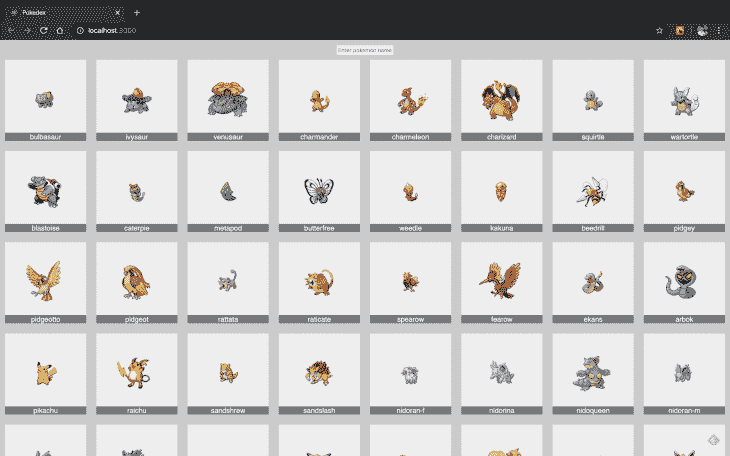 Pokedex
localhost:3000
Enter pokemon name
bulbasaur
ivysaur
venusaur
charmander
charmeleon
charizard
squirtle
wartortle
blastoise
caterpie
metapod
butterfree
weedle
kakuna
beedrill
pidgey
pidgeotto
pidgeot
rattata
raticate
spearow
fearow
ekans
arbok
pikachu
raichu
sandshrew
sandslash
nidoran-f
nidorina
nidoqueen
nidoran-m